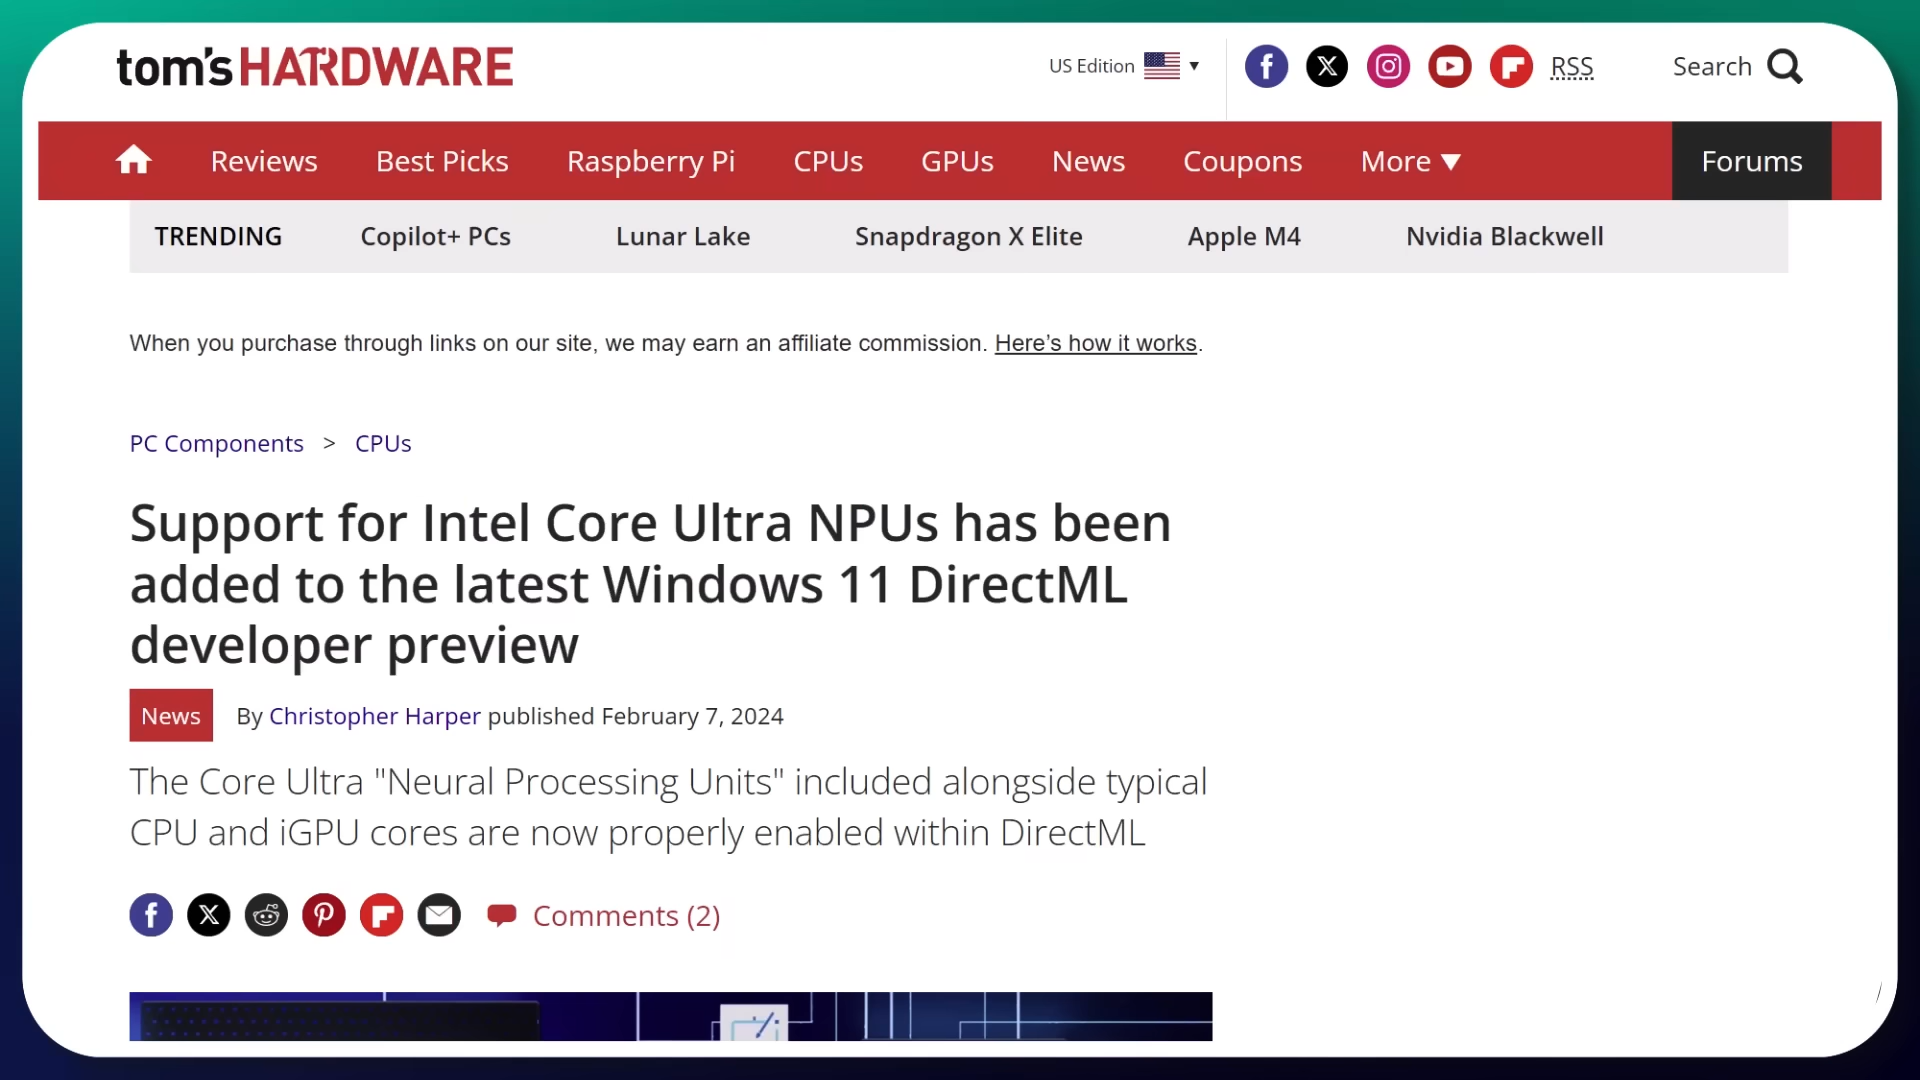 tom'sHARDWARE
US Edition ▼
RSS
Search
Reviews
Best Picks
Raspberry Pi
CPUs
GPUs
News
Coupons
More ▼
Forums
TRENDING
Copilot+ PCs
Lunar Lake
Snapdragon X Elite
Apple M4
Nvidia Blackwell
When you purchase through links on our site, we may earn an affiliate commission. Here’s how it works.
PC Components > CPUs
Support for Intel Core Ultra NPUs has been
added to the latest Windows 11 DirectML
developer preview
News
By Christopher Harper published February 7, 2024
The Core Ultra "Neural Processing Units" included alongside typical
CPU and iGPU cores are now properly enabled within DirectML
Comments (2)